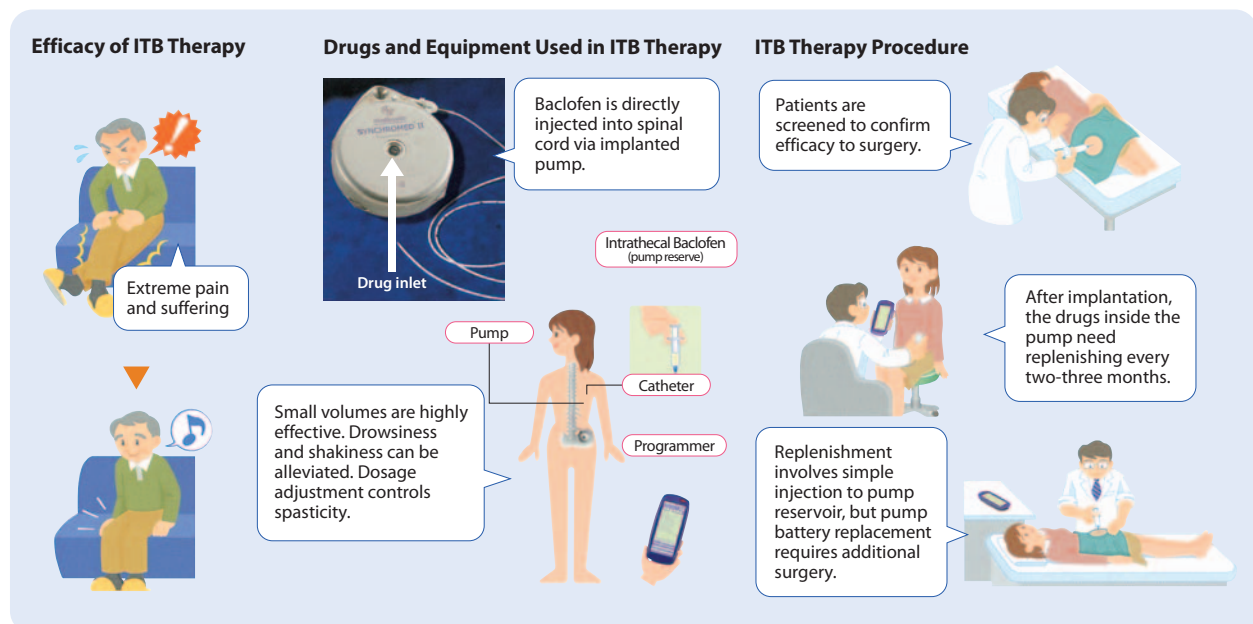 Efficacy of ITB Therapy
Extreme pain
and suffering
Drugs and Equipment Used in ITB Therapy
SYNCHROMED II
Drug inlet
Baclofen is directly
injected into spinal
cord via implanted
pump.
Intrathecal Baclofen
(pump reserve)
Pump
Catheter
Programmer
Small volumes are highly
effective. Drowsiness
and shakiness can be
alleviated. Dosage
adjustment controls
spasticity.
ITB Therapy Procedure
Patients are
screened to confirm
efficacy to surgery.
After implantation,
the drugs inside the
pump need
replenishing every
two-three months.
Replenishment
involves simple
injection to pump
reservoir, but pump
battery replacement
requires additional
surgery.